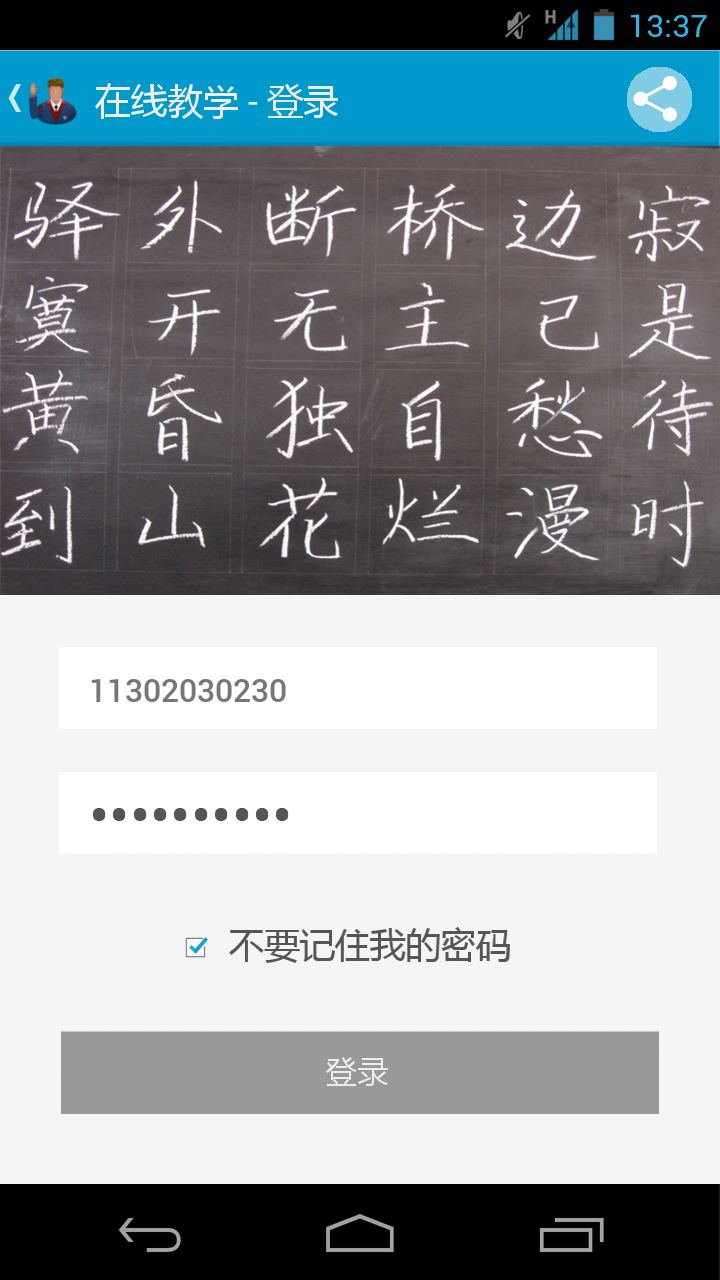 H
13:37
在线教学 - 登录
驿外断桥边寂
寞开无主已是
黄昏独自愁待
到山花烂漫时
11302030230
••••••••••
不要记住我的密码
登录